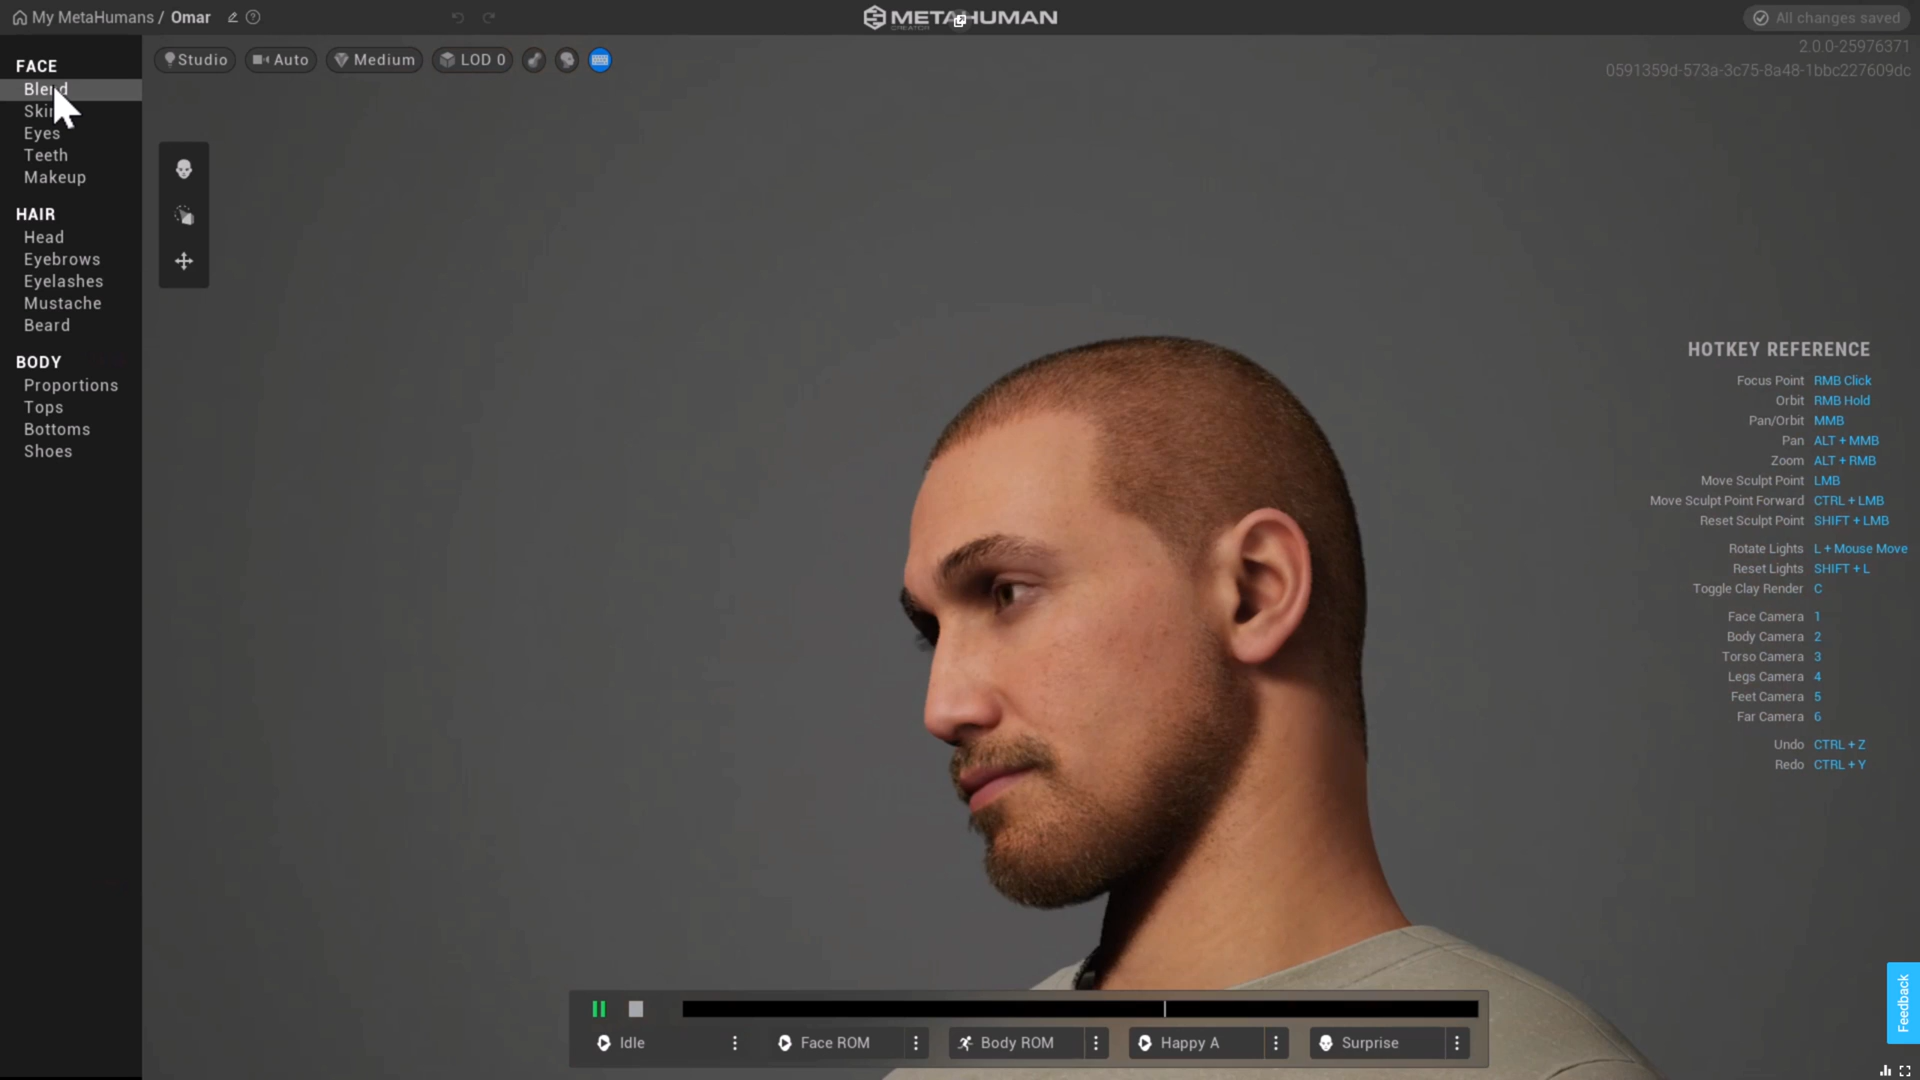 My MetaHumans / Omar
METAHUMAN
CREATOR
All changes saved
2.0.0-25976371
0591359d-573a-3c75-8a48-1bbc227609dc
Studio
Auto
Medium
LOD 0
FACE
Blend
Skin
Eyes
Teeth
Makeup
HAIR
Head
Eyebrows
Eyelashes
Mustache
Beard
BODY
Proportions
Tops
Bottoms
Shoes
HOTKEY REFERENCE
Focus Point RMB Click
Orbit RMB Hold
Pan/Orbit MMB
Pan ALT + MMB
Zoom ALT + RMB
Move Sculpt Point LMB
Move Sculpt Point Forward CTRL + LMB
Reset Sculpt Point SHIFT + LMB
Rotate Lights L + Mouse Move
Reset Lights SHIFT + L
Toggle Clay Render C
Face Camera 1
Body Camera 2
Torso Camera 3
Legs Camera 4
Feet Camera 5
Far Camera 6
Undo CTRL + Z
Redo CTRL + Y
Feedback
Idle
Face ROM
Body ROM
Happy A
Surprise